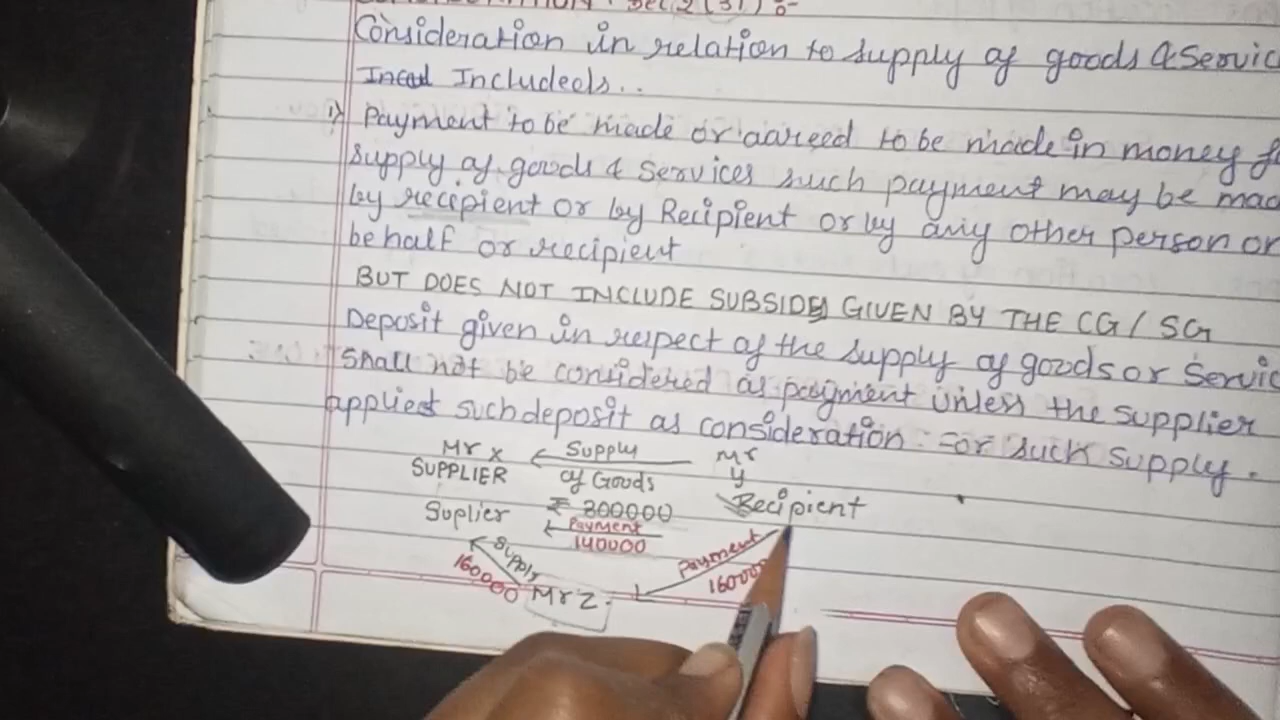 Sec 2 (31) :-
Consideration in relation to supply of goods & Servic
Includeds..
1) Payment to be made or aareed to be made in money f
Supply of goods & Services such payment may be mad
by recipient or by Recipient or by any other person on
behalf or recipient
BUT DOES NOT INCLUDE SUBSIDY GIVEN BY THE CG / SG
Deposit given in respect of the supply of goods or Servic
Shall not be considered as payment unless the supplier
applied such deposit as consideration for such supply.
Mr X Supply Mr
SUPPLIER of Goods y
Suplier ₹ 300000 Recipient
Payment
140000 Payment
Supply 160000
160000 Mr Z